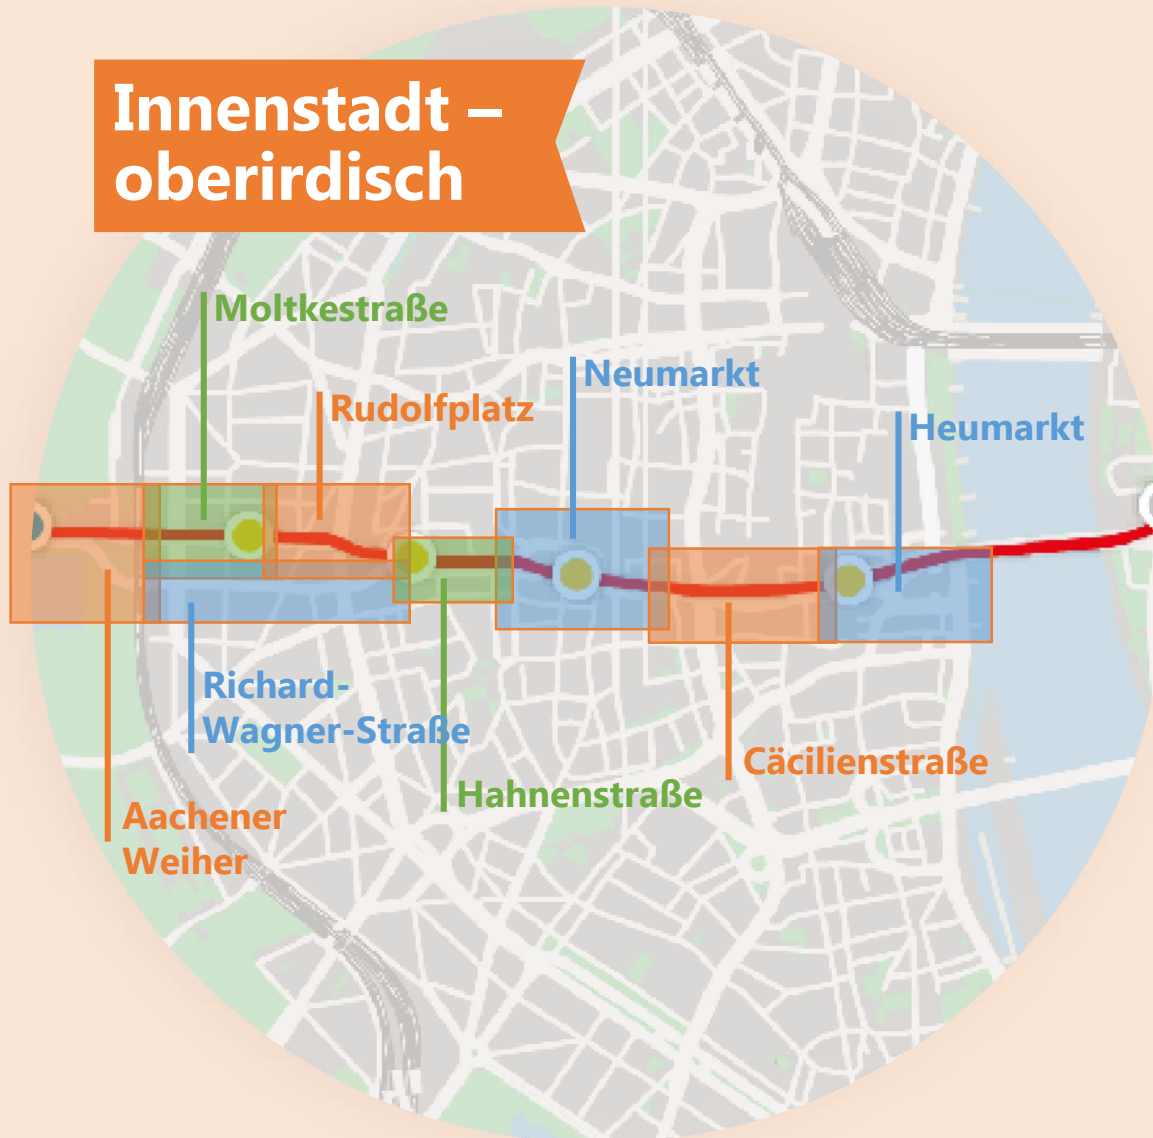 Innenstadt –
oberirdisch
Moltkestraße
Neumarkt
Rudolfplatz
Heumarkt
Richard-
Wagner-Straße
Cäcilienstraße
Hahnenstraße
Aachener
Weiher